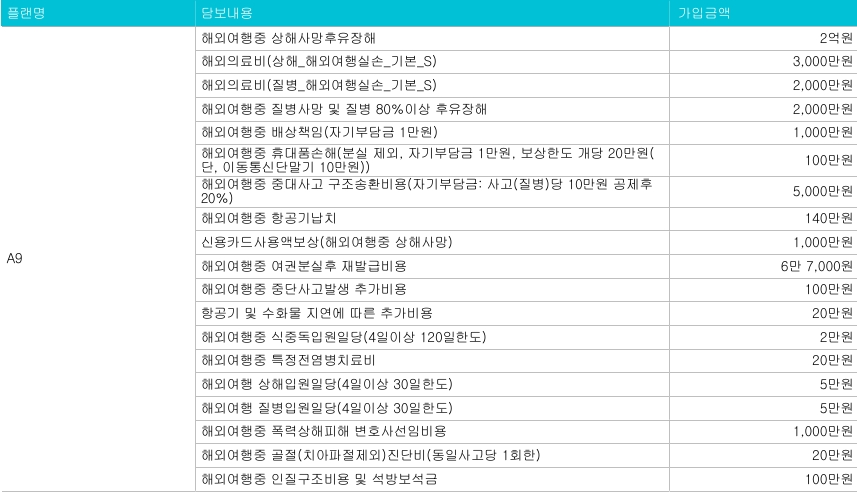 플랜명 담보내용 가입금액
해외여행중 상해사망후유장해 2억원
해외의료비(상해_해외여행실손_기본_S) 3,000만원
해외의료비(질병_해외여행실손_기본_S) 2,000만원
해외여행중 질병사망 및 질병 80%이상 후유장해 2,000만원
해외여행중 배상책임(자기부담금 1만원) 1,000만원
해외여행중 휴대품손해(분실 제외, 자기부담금 1만원, 보상한도 개당 20만원(
단, 이동통신단말기 10만원)) 100만원
해외여행중 중대사고 구조송환비용(자기부담금: 사고(질병)당 10만원 공제후
20%) 5,000만원
해외여행중 항공기납치 140만원
신용카드사용액보상(해외여행중 상해사망) 1,000만원
A9 해외여행중 여권분실후 재발급비용 6만 7,000원
해외여행중 중단사고발생 추가비용 100만원
항공기 및 수화물 지연에 따른 추가비용 20만원
해외여행중 식중독입원일당(4일이상 120일한도) 2만원
해외여행중 특정전염병치료비 20만원
해외여행 상해입원일당(4일이상 30일한도) 5만원
해외여행 질병입원일당(4일이상 30일한도) 5만원
해외여행중 폭력상해피해 변호사선임비용 1,000만원
해외여행중 골절(치아파절제외)진단비(동일사고당 1회한) 20만원
해외여행중 인질구조비용 및 석방보석금 100만원